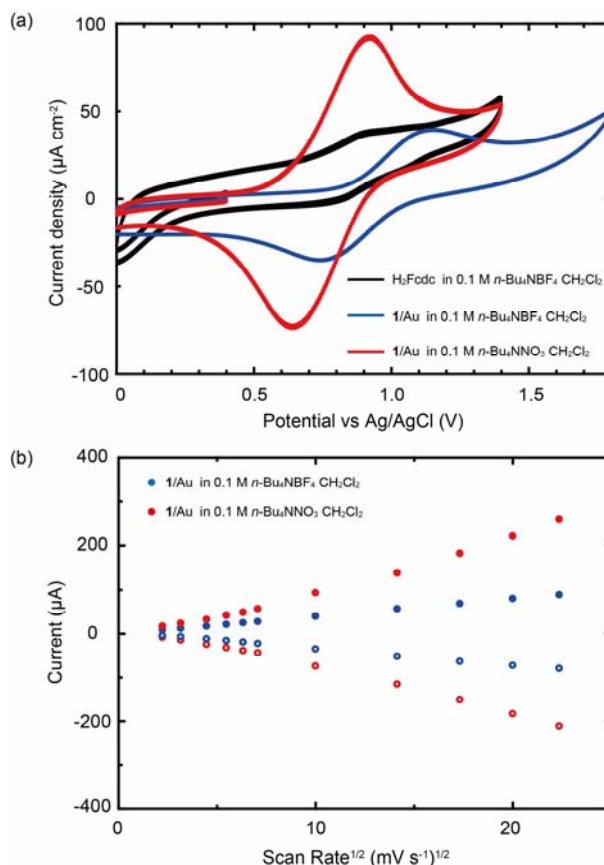 (a)
100
50
0
-50
-100
Current density (µA cm⁻²)
H₂Fcdc in 0.1 M n-Bu₄NBF₄ CH₂Cl₂
1/Au in 0.1 M n-Bu₄NBF₄ CH₂Cl₂
1/Au in 0.1 M n-Bu₄NNO₃ CH₂Cl₂
0 0.5 1.0 1.5
Potential vs Ag/AgCl (V)
(b)
400
200
0
-200
-400
Current (µA)
1/Au in 0.1 M n-Bu₄NBF₄ CH₂Cl₂
1/Au in 0.1 M n-Bu₄NNO₃ CH₂Cl₂
0 10 20
Scan Rate¹ᐟ² (mV s⁻¹)¹ᐟ²